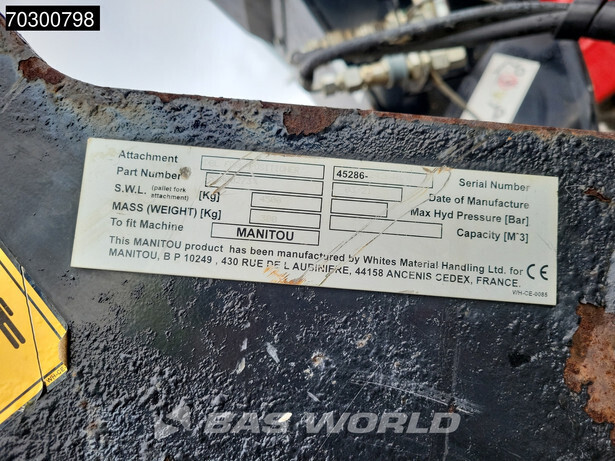 70300798
Attachment
45286-
Serial Number
Part Number
Date of Manufacture
S.W.L. (pallet fork attachment) [Kg]
Max Hyd Pressure [Bar]
MASS (WEIGHT) [Kg]
Capacity [M³]
To fit Machine MANITOU
This MANITOU product has been manufactured by Whites Material Handling Ltd. for
MANITOU, B P 10249 , 430 RUE DE L AUBINIERE, 44158 ANCENIS CEDEX, FRANCE.
CE
W/H-CE-0085
BAS WORLD